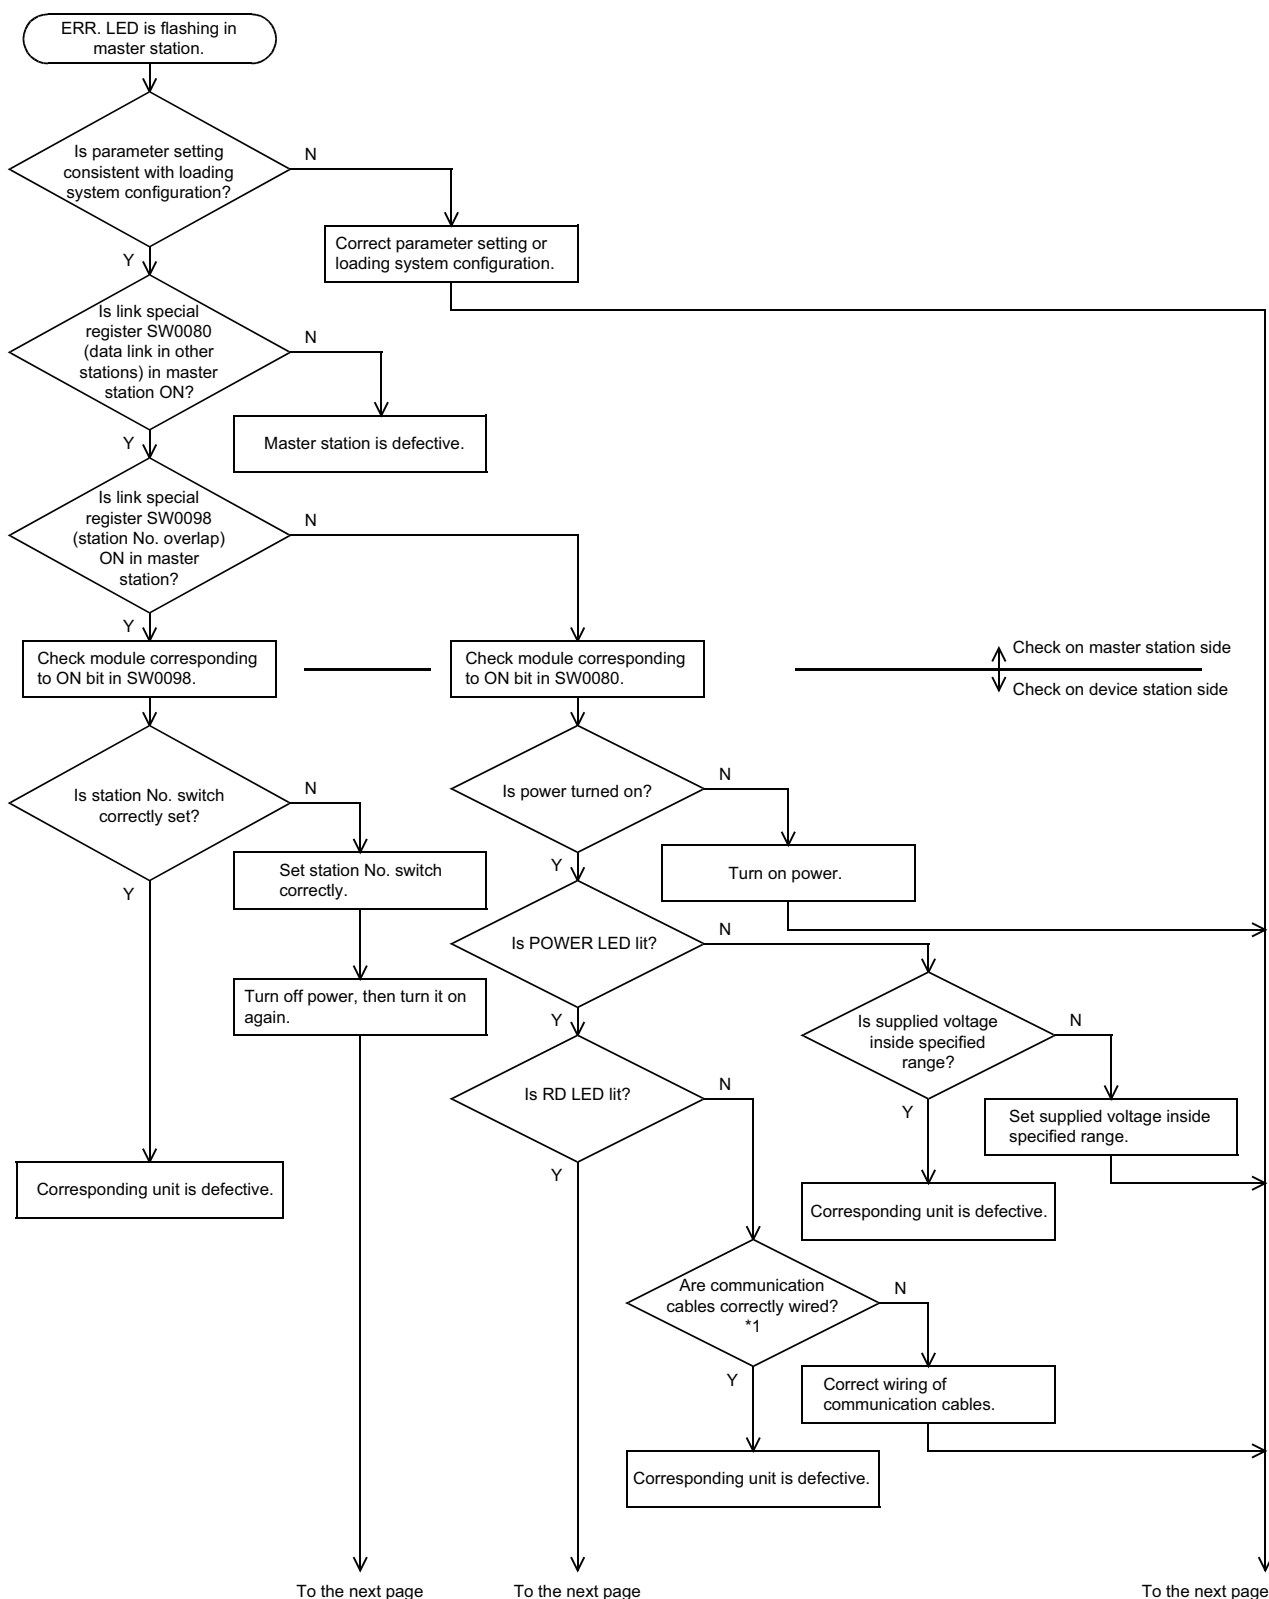 ERR. LED is flashing in
master station.
Is parameter setting
consistent with loading
system configuration?
N
Y
Correct parameter setting or
loading system configuration.
Is link special
register SW0080
(data link in other
stations) in master
station ON?
N
Y
Master station is defective.
Is link special
register SW0098
(station No. overlap)
ON in master
station?
N
Y
Check module corresponding
to ON bit in SW0098.
Check module corresponding
to ON bit in SW0080.
Check on master station side
Check on device station side
Is station No. switch
correctly set?
N
Y
Set station No. switch
correctly.
Turn off power, then turn it on
again.
Corresponding unit is defective.
Is power turned on?
N
Y
Turn on power.
Is POWER LED lit?
N
Y
Is supplied voltage
inside specified
range?
N
Y
Set supplied voltage inside
specified range.
Corresponding unit is defective.
Is RD LED lit?
N
Y
Are communication
cables correctly wired?
*1
N
Y
Correct wiring of
communication cables.
Corresponding unit is defective.
To the next page
To the next page
To the next page